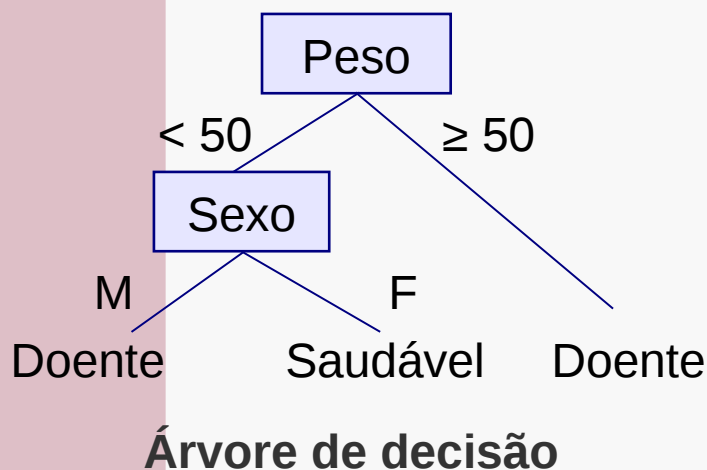 Peso
< 50 ≥ 50
Sexo
M F
Doente Saudável Doente
Árvore de decisão